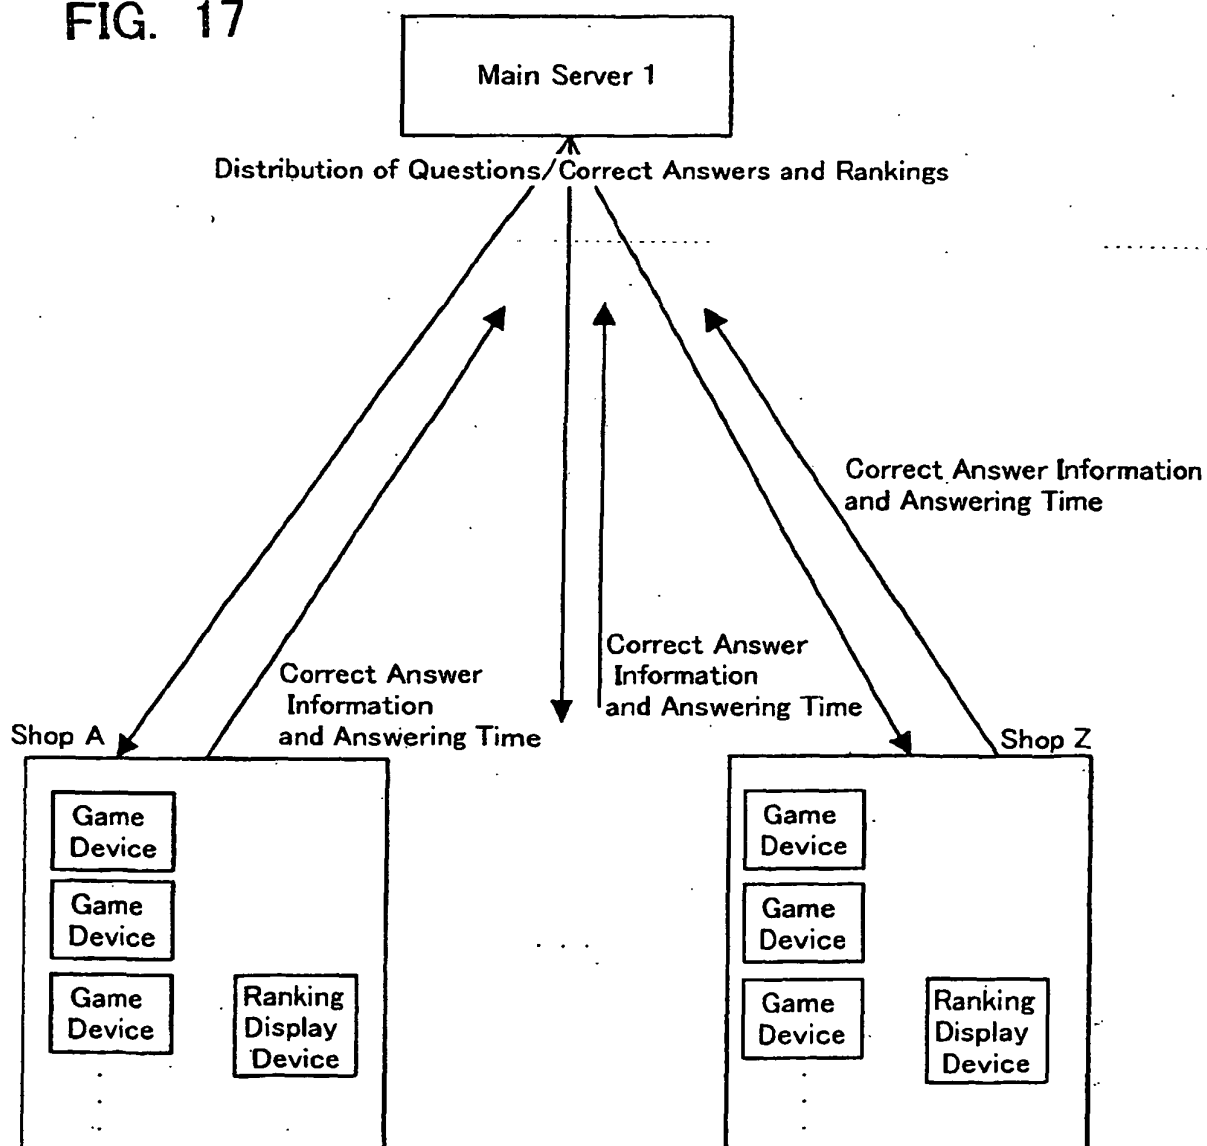 FIG. 17
Main Server 1
Distribution of Questions/Correct Answers and Rankings
Correct Answer Information
and Answering Time
Correct Answer
Information
and Answering Time
Correct Answer
Information
and Answering Time
Shop A
Shop Z
Game
Device
Game
Device
Game
Device
Ranking
Display
Device
. . .
Game
Device
Game
Device
Game
Device
Ranking
Display
Device